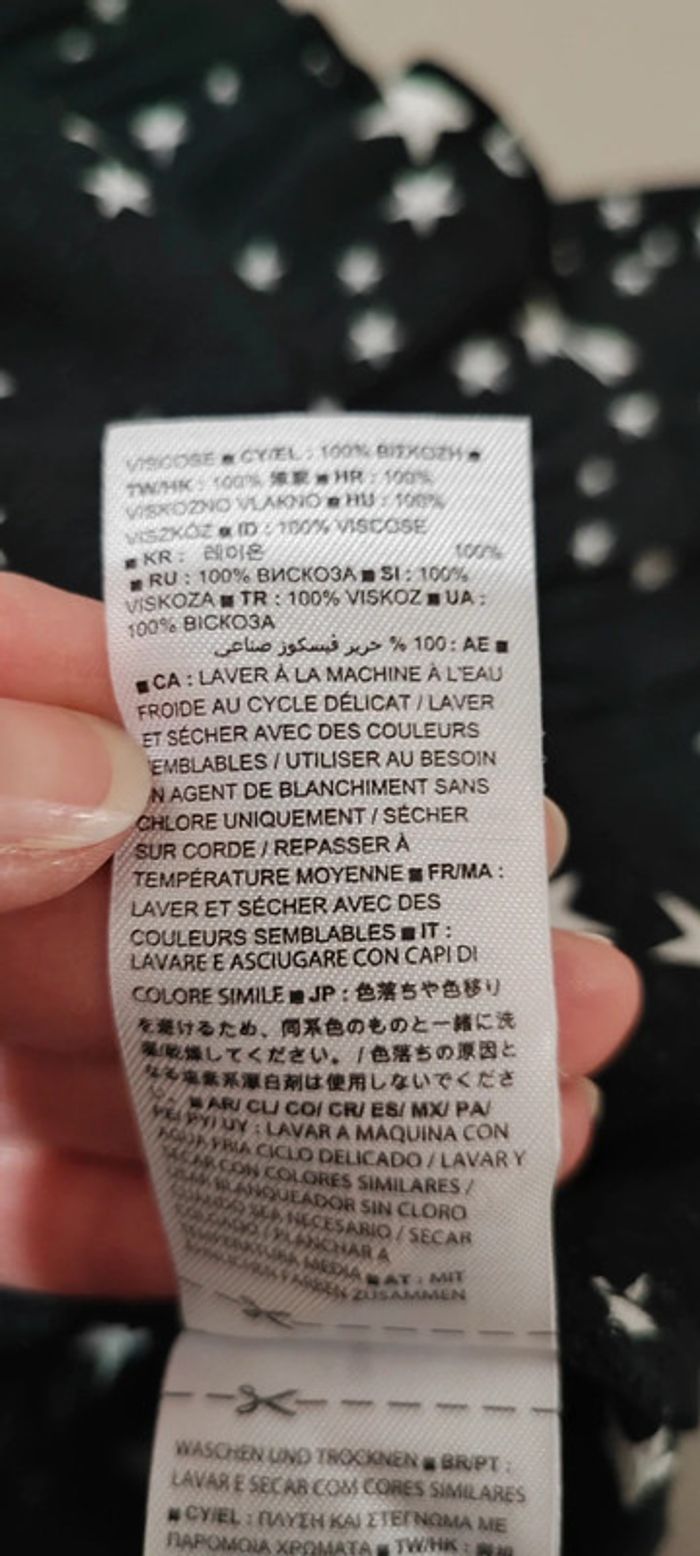 VISCOSE ■ CY/EL : 100% ΒΙΣΚΟΖΗ ■
TW/HK : 100% 嫘縈 ■ HR : 100%
VISKOZNO VLAKNO ■ HU : 100%
VISZKÓZ ■ ID : 100% VISCOSE
■ KR : 레이온 100%
■ RU : 100% ВИСКОЗА ■ SI : 100%
VISKOZA ■ TR : 100% VISKOZ ■ UA :
100% ВІСКОЗА
■ AE : 100 % حرير فيسكوز صناعي
■ CA : LAVER À LA MACHINE À L'EAU
FROIDE AU CYCLE DÉLICAT / LAVER
ET SÉCHER AVEC DES COULEURS
EMBLABLES / UTILISER AU BESOIN
N AGENT DE BLANCHIMENT SANS
CHLORE UNIQUEMENT / SÉCHER
SUR CORDE / REPASSER À
TEMPÉRATURE MOYENNE ■ FR/MA :
LAVER ET SÉCHER AVEC DES
COULEURS SEMBLABLES ■ IT :
LAVARE E ASCIUGARE CON CAPI DI
COLORE SIMILE ■ JP : 色落ちや色移り
を避けるため、同系色のものと一緒に洗
濯/乾燥してください。 / 色落ちの原因と
なる塩素系漂白剤は使用しないでくださ
い。 ■ AR/ CL/ CO/ CR/ ES/ MX/ PA/
PE/ PY/ UY : LAVAR A MAQUINA CON
AGUA FRIA CICLO DELICADO / LAVAR Y
SECAR CON COLORES SIMILARES /
USAR BLANQUEADOR SIN CLORO
CUANDO SEA NECESARIO / SECAR
COLGADO / PLANCHAR A
TEMPERATURA MEDIA ■ AT : MIT
ÄHNLICHEN FARBEN ZUSAMMEN
WASCHEN UND TROCKNEN ■ BR/PT :
LAVAR E SECAR COM CORES SIMILARES
■ CY/EL : ΠΛΥΣΗ ΚΑΙ ΣΤΕΓΝΩΜΑ ΜΕ
ΠΑΡΟΜΟΙΑ ΧΡΩΜΑΤΑ ■ TW/HK :